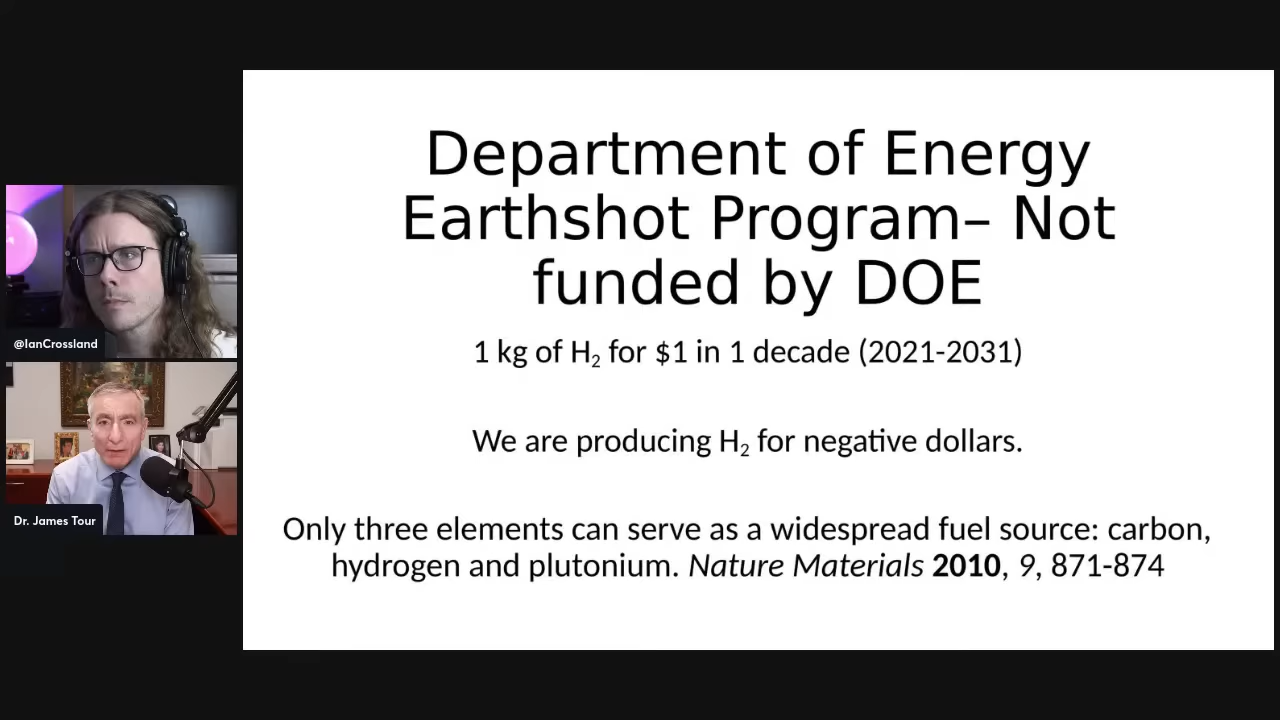 Department of Energy
Earthshot Program– Not
funded by DOE
1 kg of H₂ for $1 in 1 decade (2021-2031)
We are producing H₂ for negative dollars.
Only three elements can serve as a widespread fuel source: carbon,
hydrogen and plutonium. Nature Materials 2010, 9, 871-874
@IanCrossland
Dr. James Tour